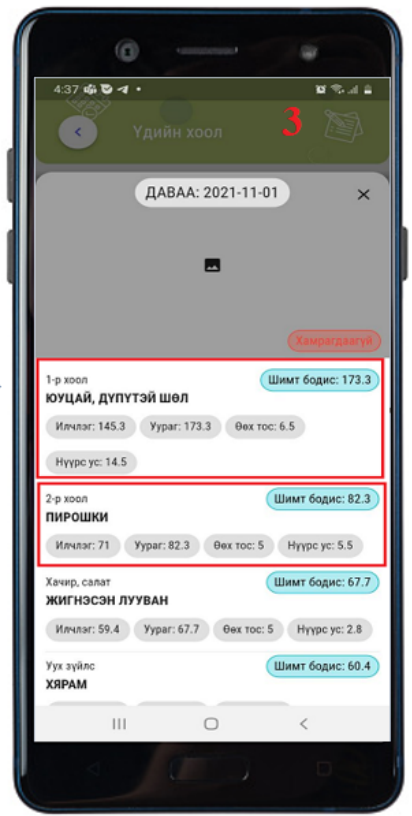 4:37
Үдийн хоол
3
ДАВАА: 2021-11-01
Хамрагдаагүй
1-р хоол
Шимт бодис: 173.3
ЮУЦАЙ, ДҮПҮТЭЙ ШӨЛ
Илчлэг: 145.3 Уураг: 173.3 Өөх тос: 6.5
Нүүрс ус: 14.5
2-р хоол
Шимт бодис: 82.3
ПИРОШКИ
Илчлэг: 71 Уураг: 82.3 Өөх тос: 5 Нүүрс ус: 5.5
Хачир, салат
Шимт бодис: 67.7
ЖИГНЭСЭН ЛУУВАН
Илчлэг: 59.4 Уураг: 67.7 Өөх тос: 5 Нүүрс ус: 2.8
Уух зүйлс
Шимт бодис: 60.4
ХЯРАМ